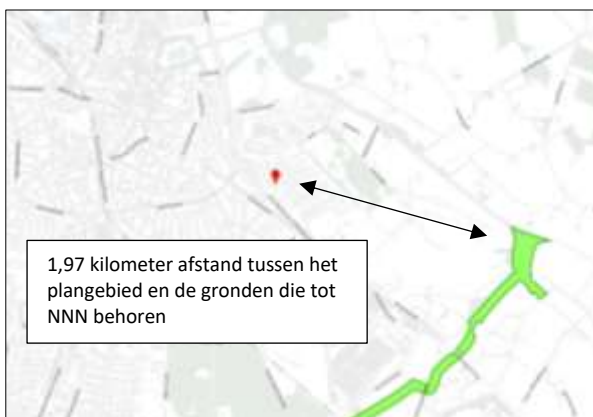 1,97 kilometer afstand tussen het
plangebied en de gronden die tot
NNN behoren